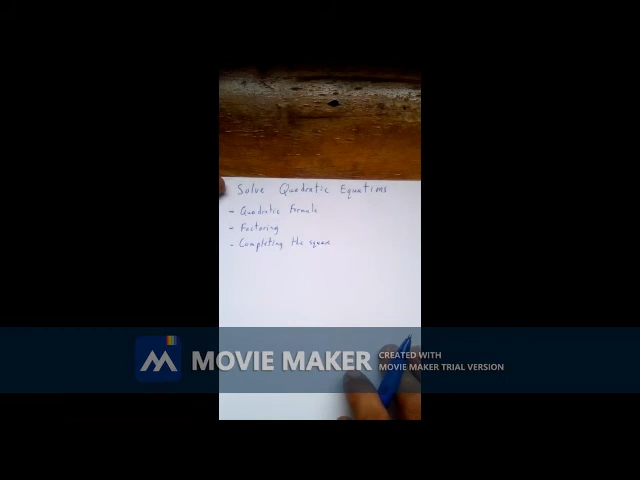 Solve Quadratic Equations
- Quadratic Formula
- Factoring
- Completing the square
MOVIE MAKER
CREATED WITH
MOVIE MAKER TRIAL VERSION